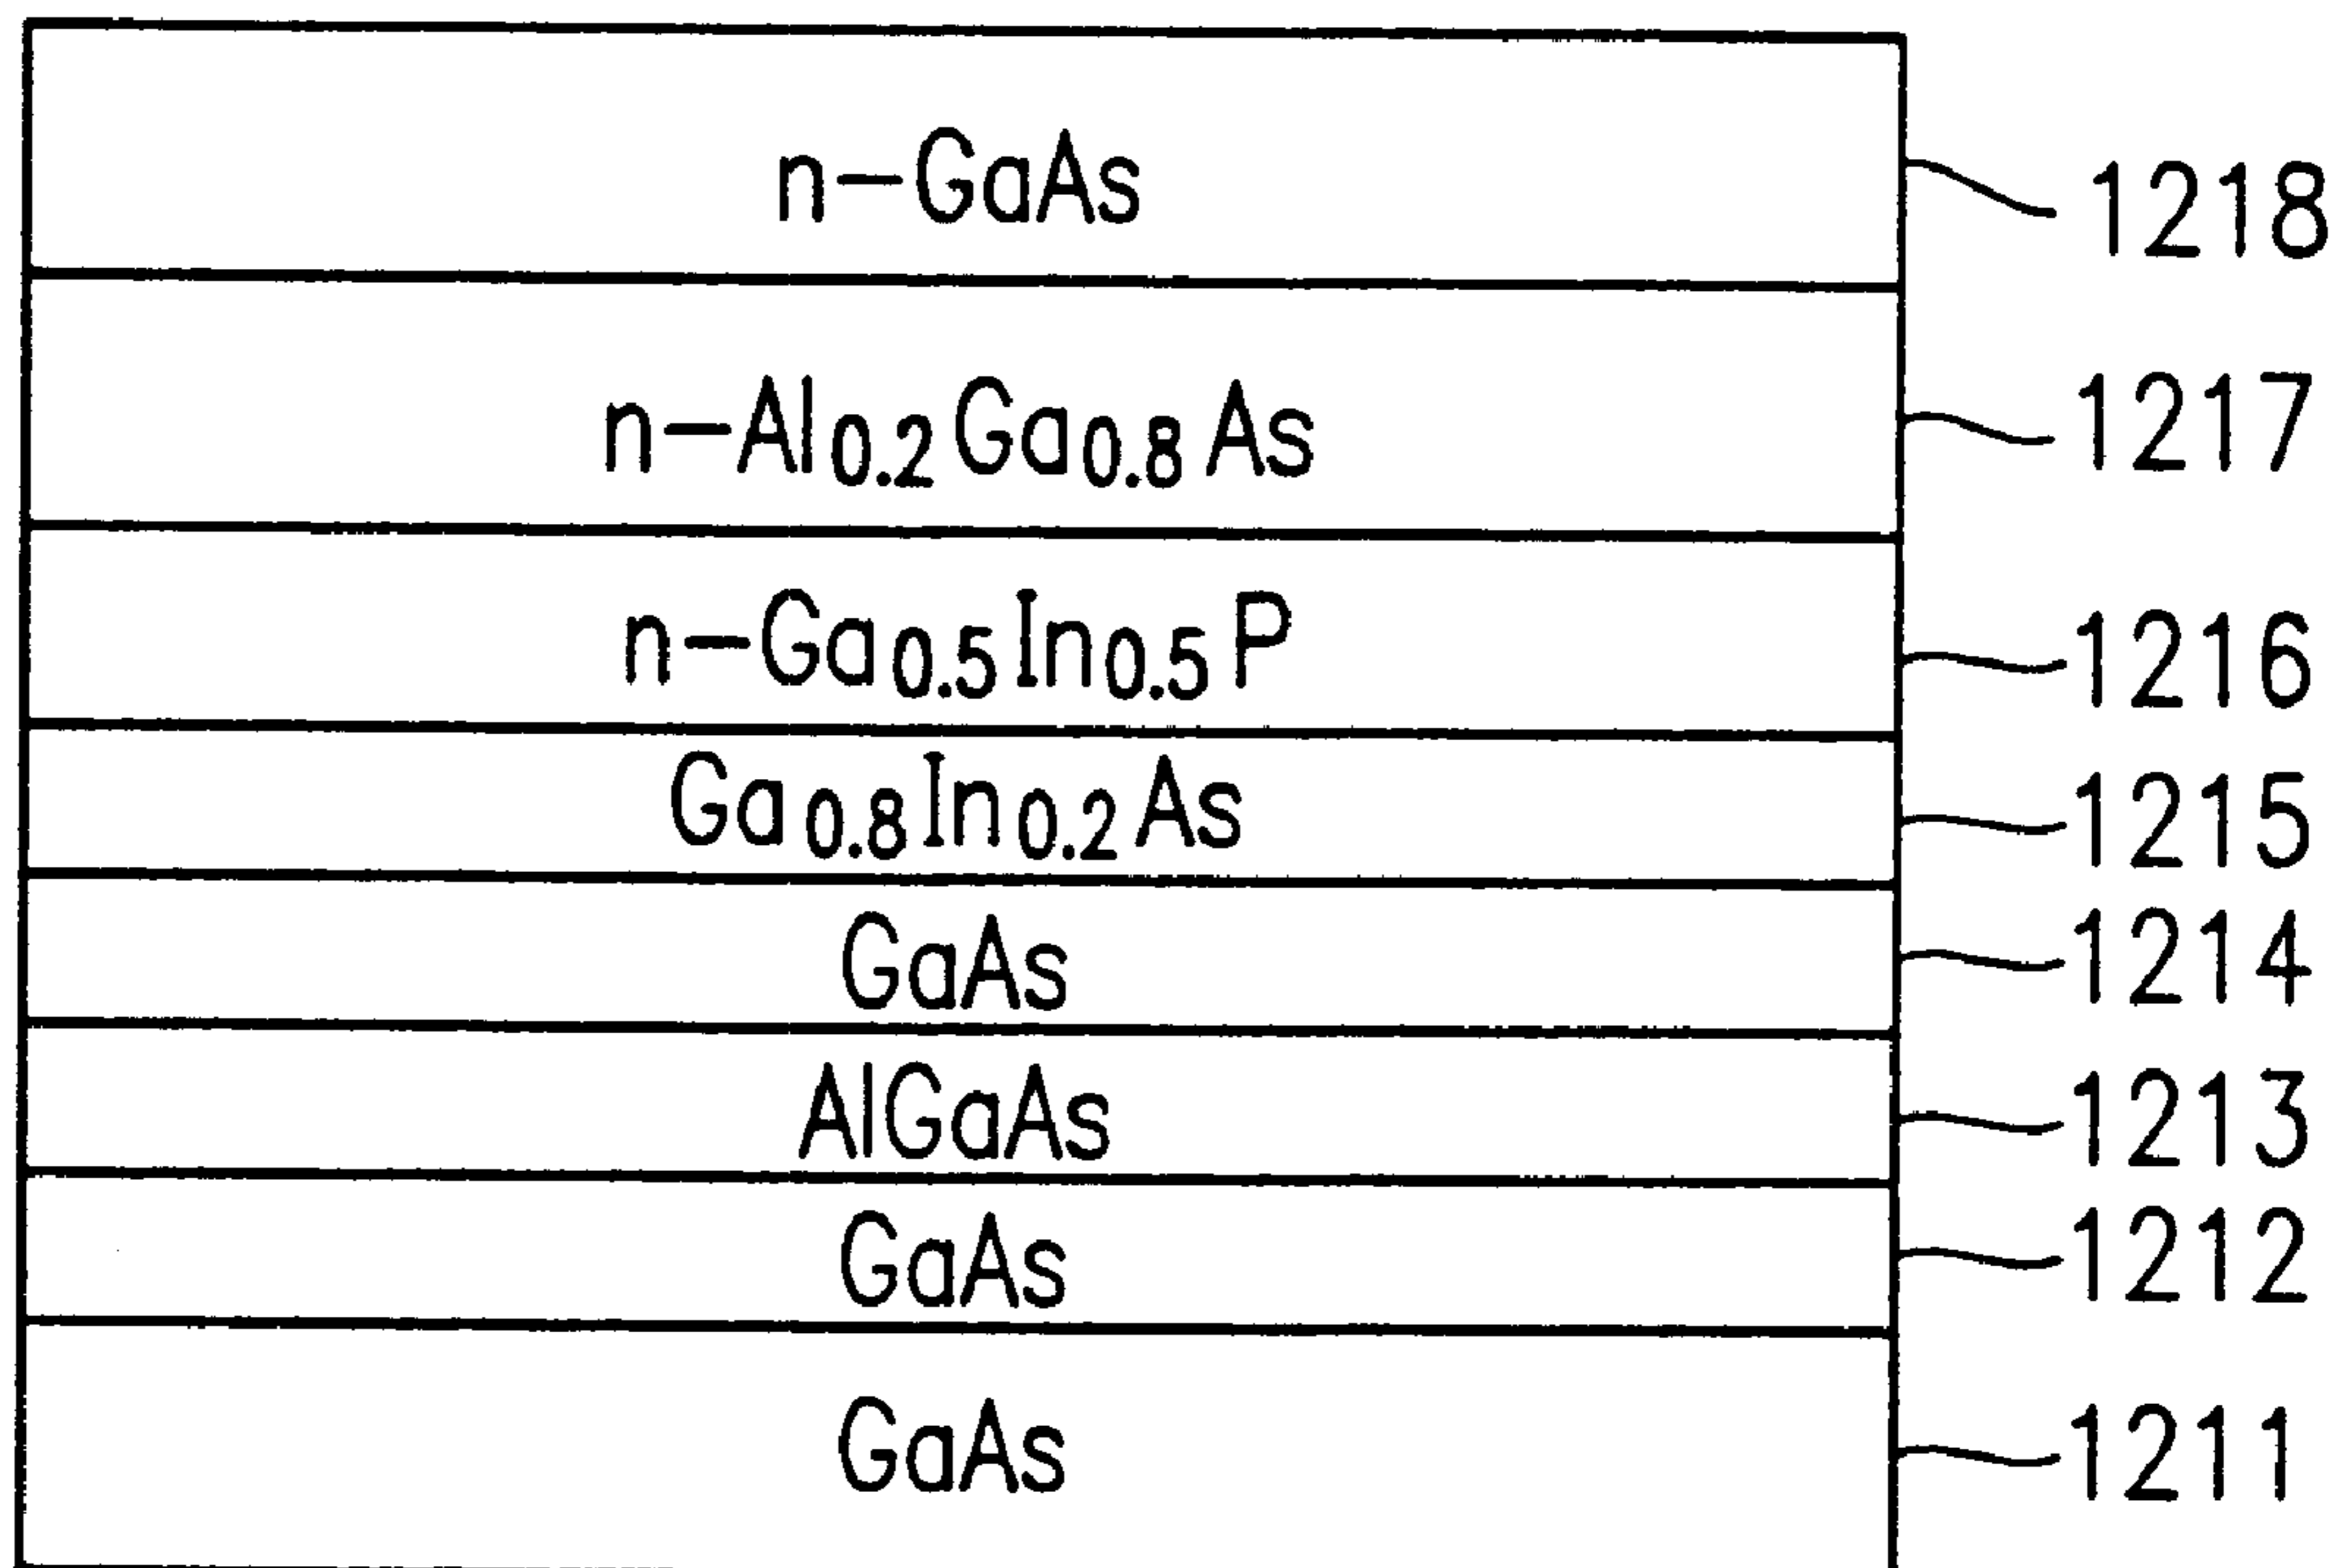 n-GaAs 1218
n-Al0.2Ga0.8As 1217
n-Ga0.5In0.5P 1216
Ga0.8In0.2As 1215
GaAs 1214
AlGaAs 1213
GaAs 1212
GaAs 1211